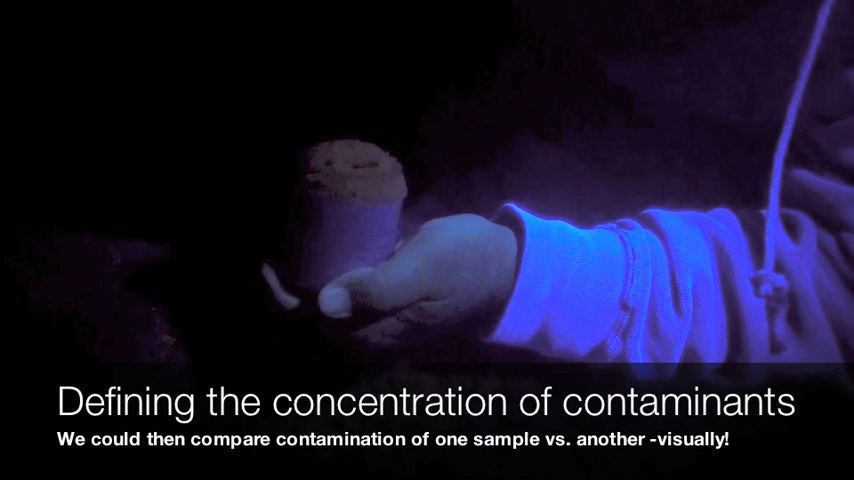 Defining the concentration of contaminants
We could then compare contamination of one sample vs. another -visually!